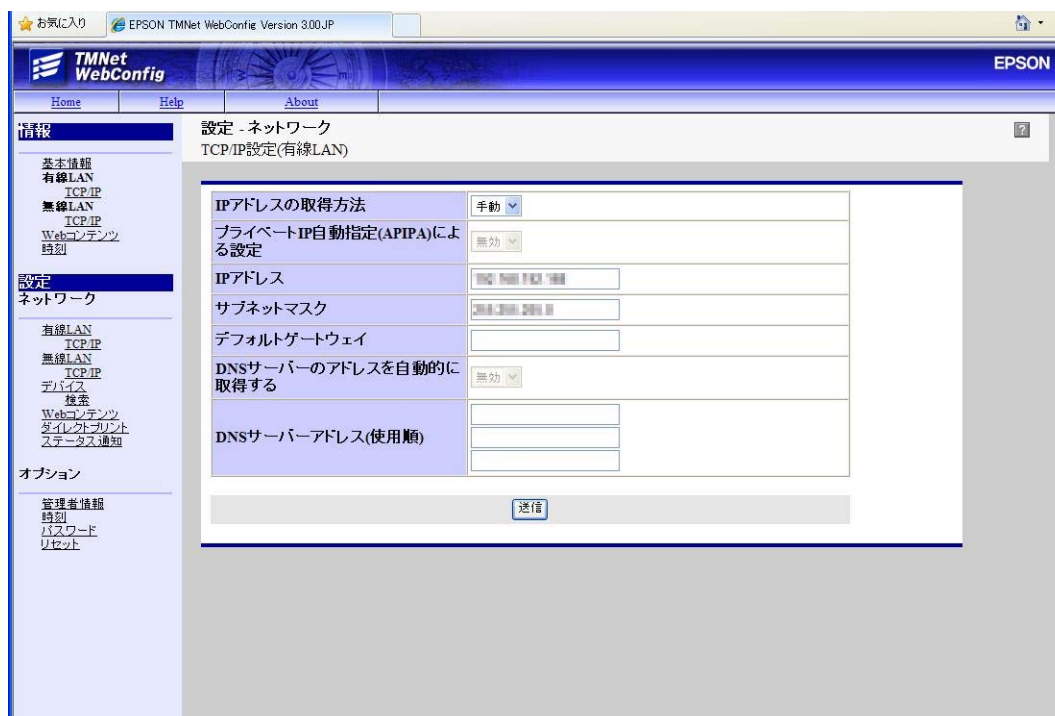 お気に入り
EPSON TMNet WebConfig Version 3.00JP
TMNet
WebConfig
EPSON
Home
Help
About
情報
基本情報
有線LAN
TCP/IP
無線LAN
TCP/IP
Webコンテンツ
時刻
設定
ネットワーク
有線LAN
TCP/IP
無線LAN
TCP/IP
デバイス
検索
Webコンテンツ
ダイレクトプリント
ステータス通知
オプション
管理者情報
時刻
パスワード
リセット
設定 - ネットワーク
?
TCP/IP設定(有線LAN)
IPアドレスの取得方法
手動
プライベートIP自動指定(APIPA)によ
る設定
無効
IPアドレス
サブネットマスク
デフォルトゲートウェイ
DNSサーバーのアドレスを自動的に
取得する
無効
DNSサーバーアドレス(使用順)
送信